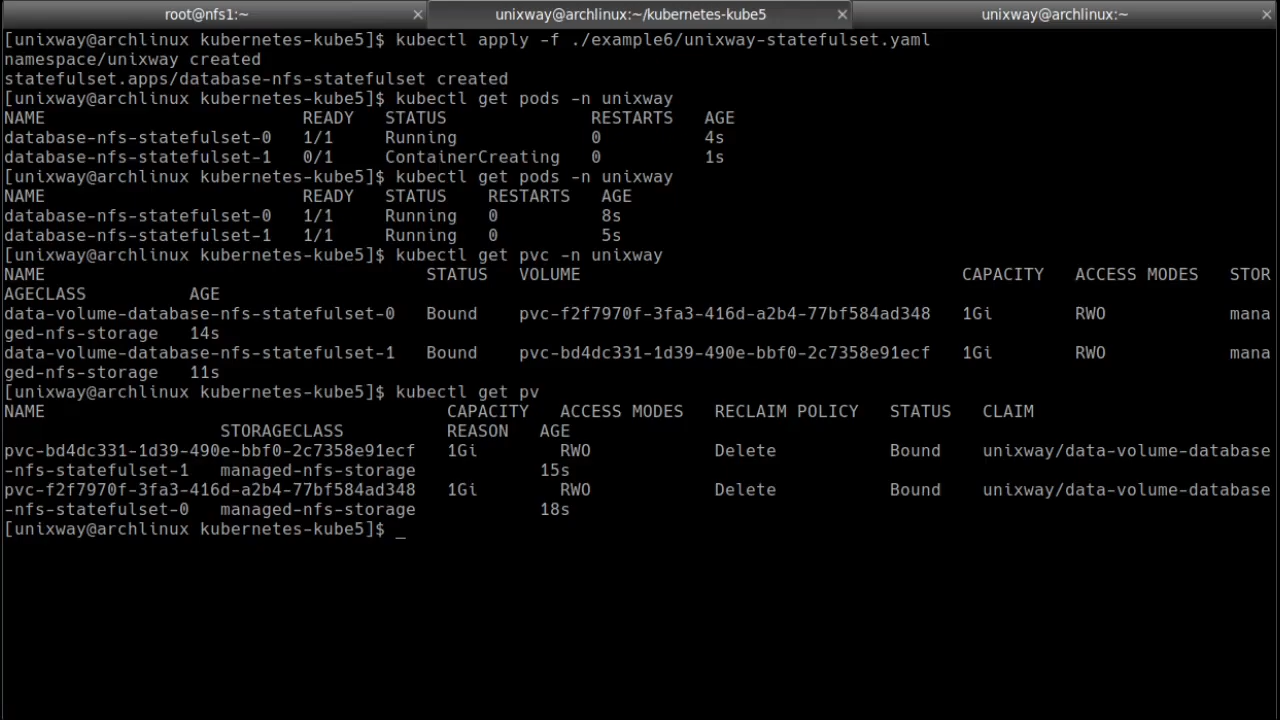 root@nfs1:~ × unixway@archlinux:~/kubernetes-kube5 × unixway@archlinux:~ ×
[unixway@archlinux kubernetes-kube5]$ kubectl apply -f ./example6/unixway-statefulset.yaml
namespace/unixway created
statefulset.apps/database-nfs-statefulset created
[unixway@archlinux kubernetes-kube5]$ kubectl get pods -n unixway
NAME READY STATUS RESTARTS AGE
database-nfs-statefulset-0 1/1 Running 0 4s
database-nfs-statefulset-1 0/1 ContainerCreating 0 1s
[unixway@archlinux kubernetes-kube5]$ kubectl get pods -n unixway
NAME READY STATUS RESTARTS AGE
database-nfs-statefulset-0 1/1 Running 0 8s
database-nfs-statefulset-1 1/1 Running 0 5s
[unixway@archlinux kubernetes-kube5]$ kubectl get pvc -n unixway
NAME STATUS VOLUME CAPACITY ACCESS MODES STOR
AGECLASS AGE
data-volume-database-nfs-statefulset-0 Bound pvc-f2f7970f-3fa3-416d-a2b4-77bf584ad348 1Gi RWO mana
ged-nfs-storage 14s
data-volume-database-nfs-statefulset-1 Bound pvc-bd4dc331-1d39-490e-bbf0-2c7358e91ecf 1Gi RWO mana
ged-nfs-storage 11s
[unixway@archlinux kubernetes-kube5]$ kubectl get pv
NAME CAPACITY ACCESS MODES RECLAIM POLICY STATUS CLAIM
STORAGECLASS REASON AGE
pvc-bd4dc331-1d39-490e-bbf0-2c7358e91ecf 1Gi RWO Delete Bound unixway/data-volume-database
-nfs-statefulset-1 managed-nfs-storage 15s
pvc-f2f7970f-3fa3-416d-a2b4-77bf584ad348 1Gi RWO Delete Bound unixway/data-volume-database
-nfs-statefulset-0 managed-nfs-storage 18s
[unixway@archlinux kubernetes-kube5]$ _